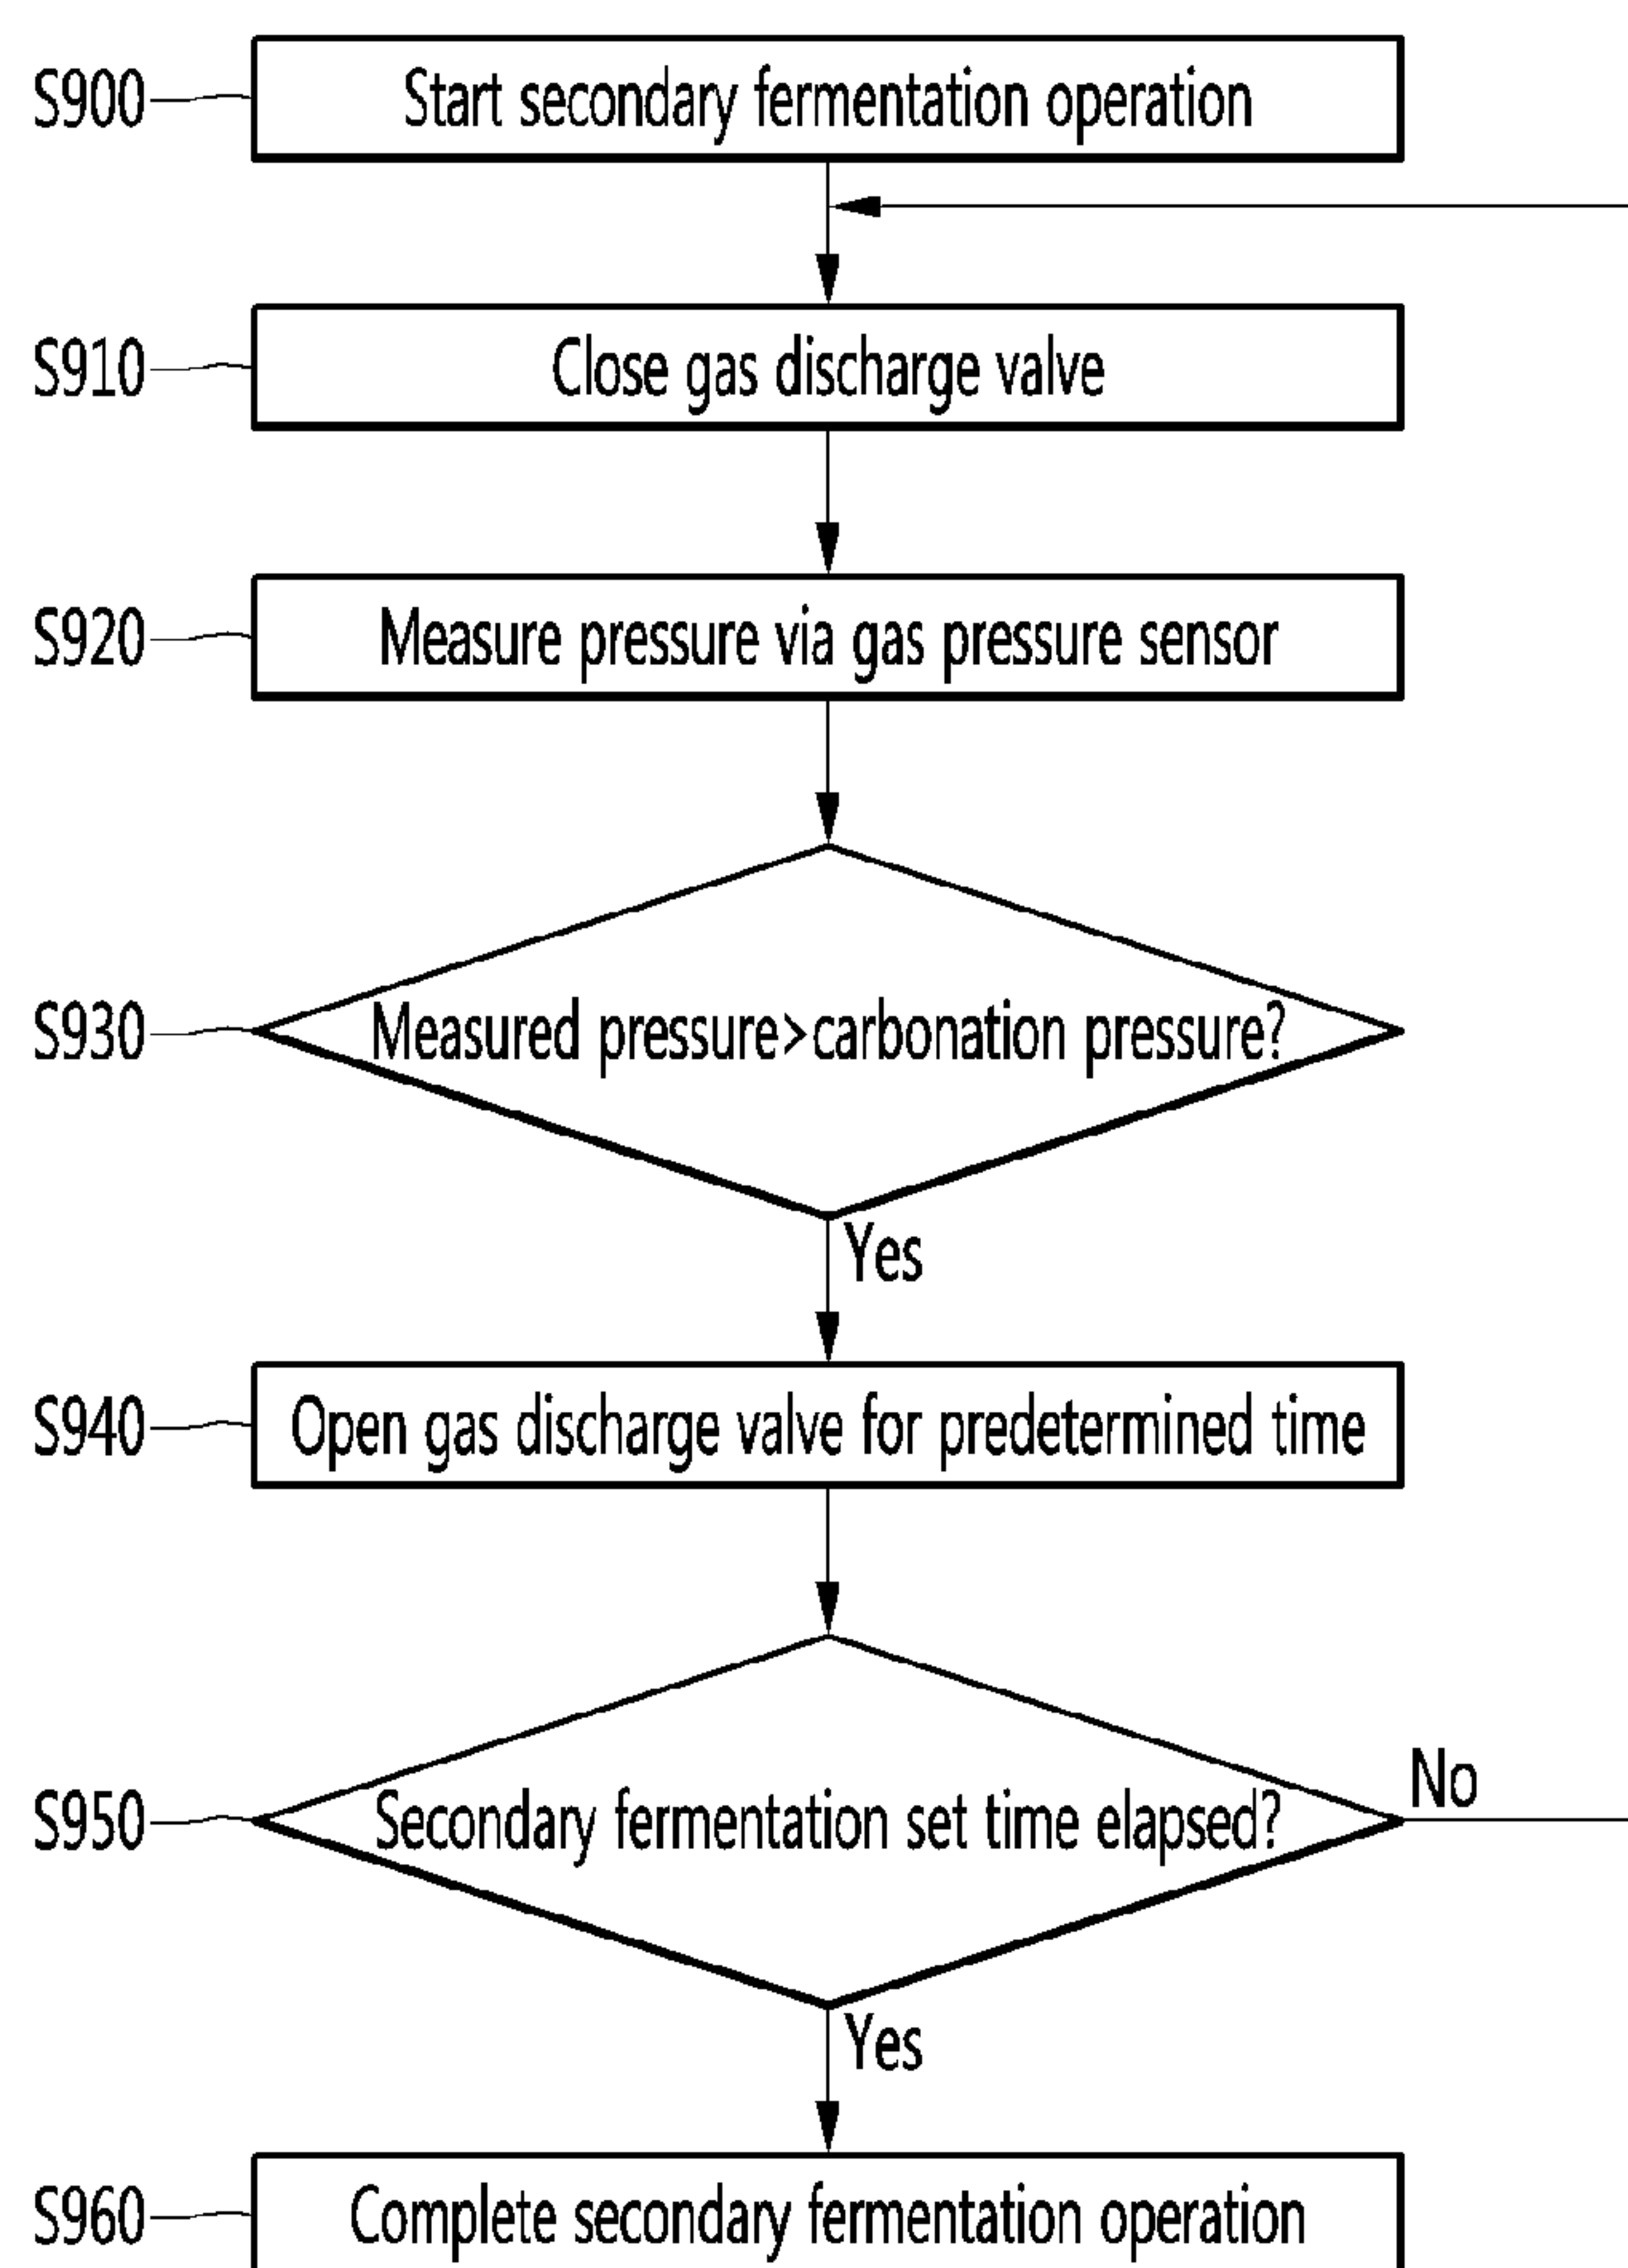 S900 Start secondary fermentation operation
S910 Close gas discharge valve
S920 Measure pressure via gas pressure sensor
S930 Measured pressure>carbonation pressure?
Yes
S940 Open gas discharge valve for predetermined time
No
S950 Secondary fermentation set time elapsed?
Yes
S960 Complete secondary fermentation operation